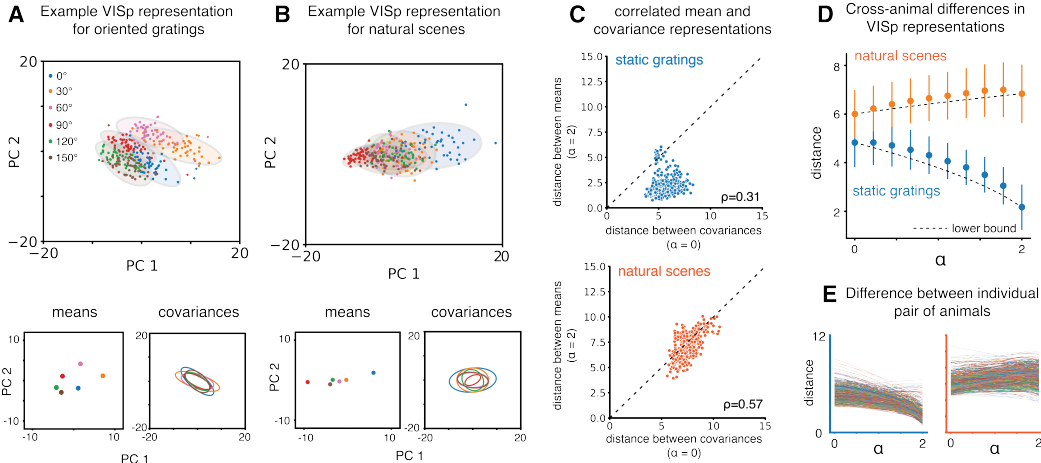 A
Example VISp representation
for oriented gratings
20
0°
30°
60°
90°
120°
150°
PC 2
−20
−20
20
PC 1
means
covariances
10
PC 2
-10
-10
10
20
-20
-20
20
PC 1
B
Example VISp representation
for natural scenes
20
PC 2
−20
−20
20
PC 1
means
covariances
10
PC 2
-10
-10
10
20
-20
-20
20
PC 1
C
correlated mean and
covariance representations
static gratings
15.0
12.5
10.0
7.5
5.0
2.5
0.0
distance between means
(α = 2)
ρ=0.31
0
5
10
15
distance between covariances
(α = 0)
natural scenes
15.0
12.5
10.0
7.5
5.0
2.5
0.0
distance between means
(α = 2)
ρ=0.57
0
5
10
15
distance between covariances
(α = 0)
D
Cross-animal differences in
VISp representations
natural scenes
8
6
4
2
distance
static gratings
lower bound
0
1
2
α
E
Difference between individual
pair of animals
12
distance
0
0
α
2
0
α
2